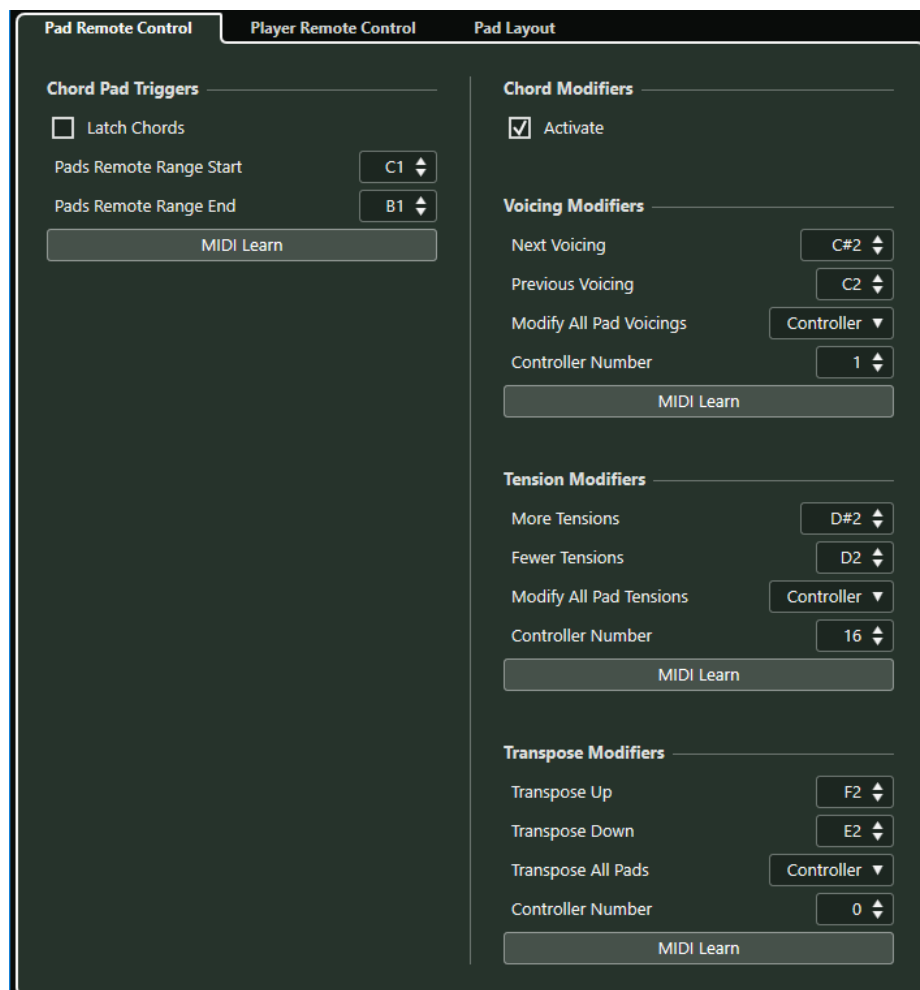 Pad Remote Control Player Remote Control Pad Layout
Chord Pad Triggers
Latch Chords
Pads Remote Range Start C1
Pads Remote Range End B1
MIDI Learn
Chord Modifiers
Activate
Voicing Modifiers
Next Voicing C#2
Previous Voicing C2
Modify All Pad Voicings Controller
Controller Number 1
MIDI Learn
Tension Modifiers
More Tensions D#2
Fewer Tensions D2
Modify All Pad Tensions Controller
Controller Number 16
MIDI Learn
Transpose Modifiers
Transpose Up F2
Transpose Down E2
Transpose All Pads Controller
Controller Number 0
MIDI Learn